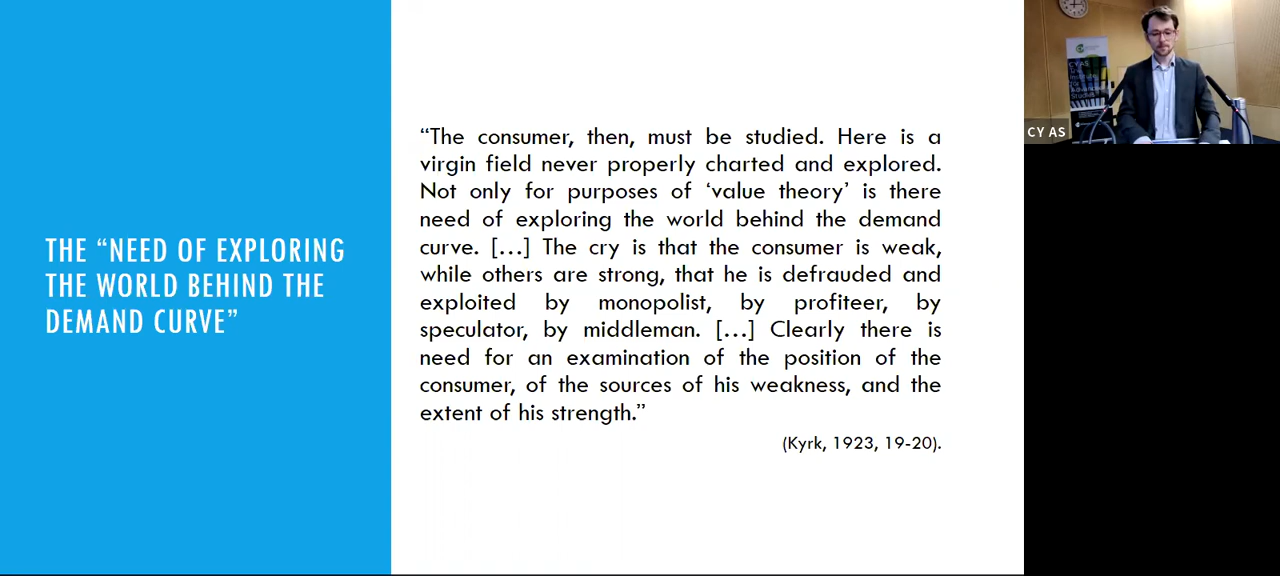 THE “NEED OF EXPLORING
THE WORLD BEHIND THE
DEMAND CURVE”
“The consumer, then, must be studied. Here is a
virgin field never properly charted and explored.
Not only for purposes of ‘value theory’ is there
need of exploring the world behind the demand
curve. […] The cry is that the consumer is weak,
while others are strong, that he is defrauded and
exploited by monopolist, by profiteer, by
speculator, by middleman. […] Clearly there is
need for an examination of the position of the
consumer, of the sources of his weakness, and the
extent of his strength.”
(Kyrk, 1923, 19-20).
CY AS
Studies
CY AS